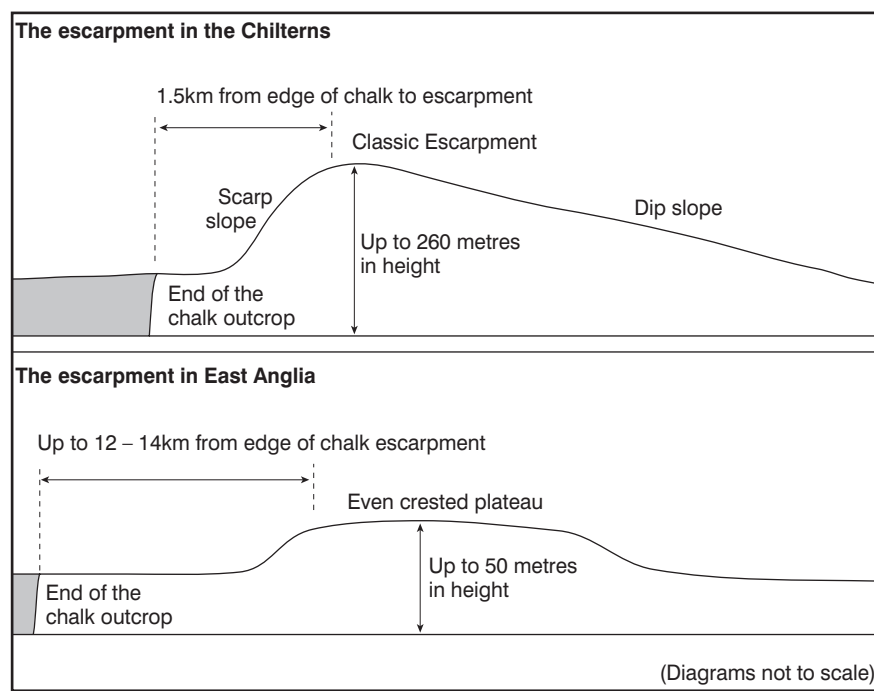 The escarpment in the Chilterns
1.5km from edge of chalk to escarpment
Classic Escarpment
Scarp
slope
Dip slope
Up to 260 metres
in height
End of the
chalk outcrop
The escarpment in East Anglia
Up to 12 – 14km from edge of chalk escarpment
Even crested plateau
Up to 50 metres
in height
End of the
chalk outcrop
(Diagrams not to scale)